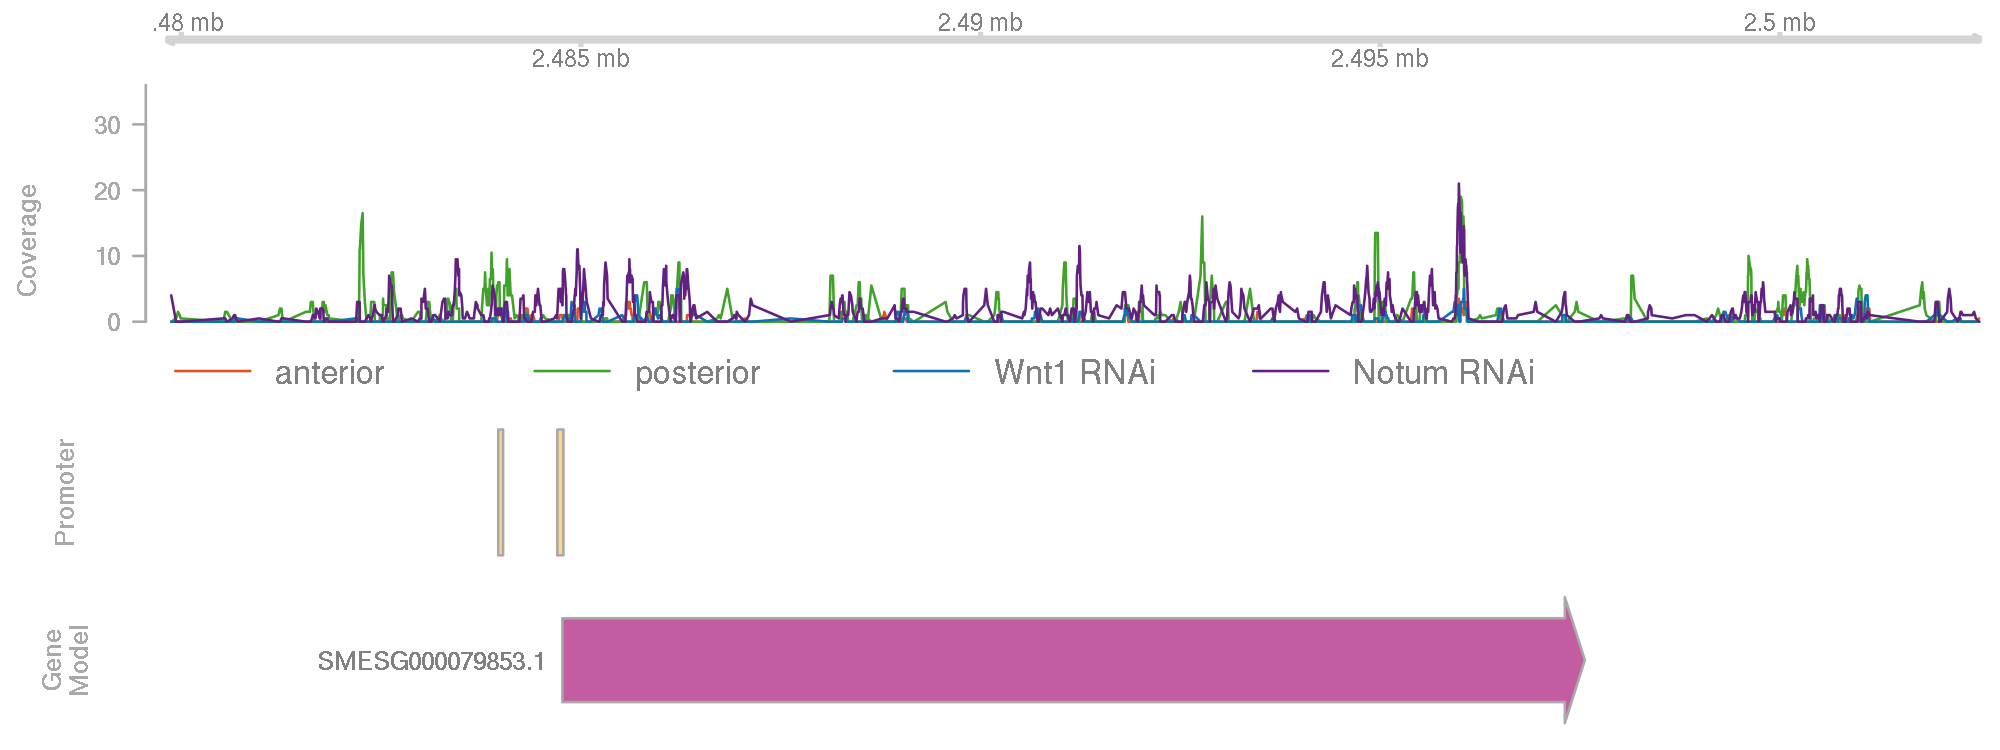 .48 mb 2.49 mb 2.5 mb
2.485 mb 2.495 mb
Coverage
30
20
10
0
anterior posterior Wnt1 RNAi Notum RNAi
Promoter
Gene
Model
SMESG000079853.1